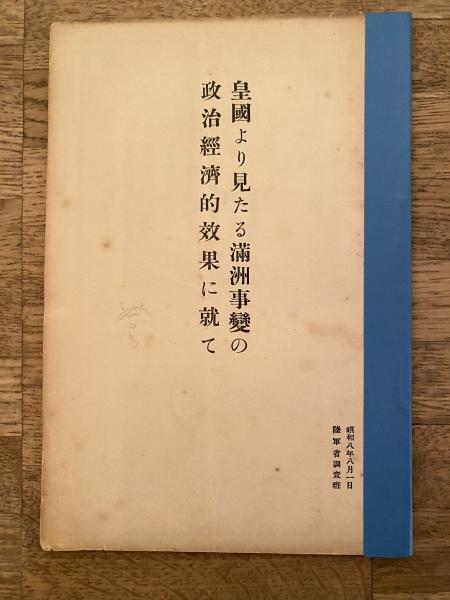 皇國より見たる滿洲事變の
政治經濟的效果に就て
昭和八年八月一日
陸軍省調査班